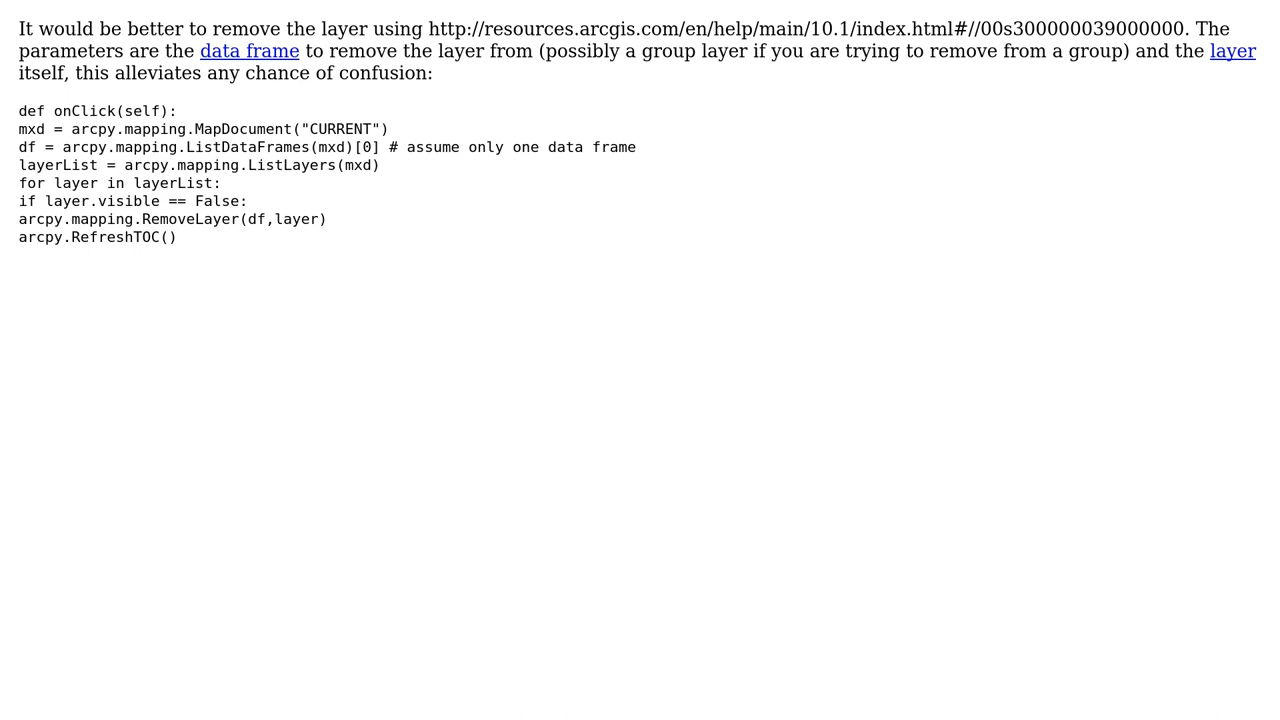 It would be better to remove the layer using http://resources.arcgis.com/en/help/main/10.1/index.html#//00s300000039000000. The
parameters are the data frame to remove the layer from (possibly a group layer if you are trying to remove from a group) and the layer
itself, this alleviates any chance of confusion:
def onClick(self):
mxd = arcpy.mapping.MapDocument("CURRENT")
df = arcpy.mapping.ListDataFrames(mxd)[0] # assume only one data frame
layerList = arcpy.mapping.ListLayers(mxd)
for layer in layerList:
if layer.visible == False:
arcpy.mapping.RemoveLayer(df,layer)
arcpy.RefreshTOC()